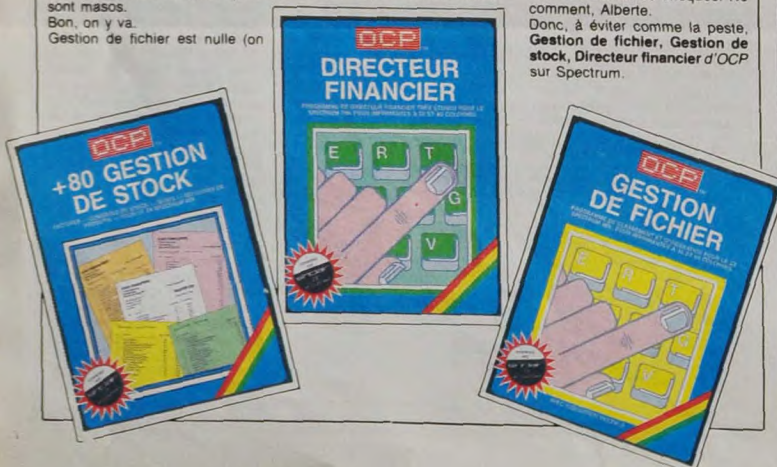 sont masos.
Bon, on y va.
Gestion de fichier est nulle (on
comment, Alberte.
Donc, à éviter comme la peste,
Gestion de fichier, Gestion de
stock, Directeur financier d'OCP
sur Spectrum.
OCP
+80 GESTION
DE STOCK
OCP
DIRECTEUR
FINANCIER
E R T
G
V
OCP
GESTION
DE FICHIER
E R T
V